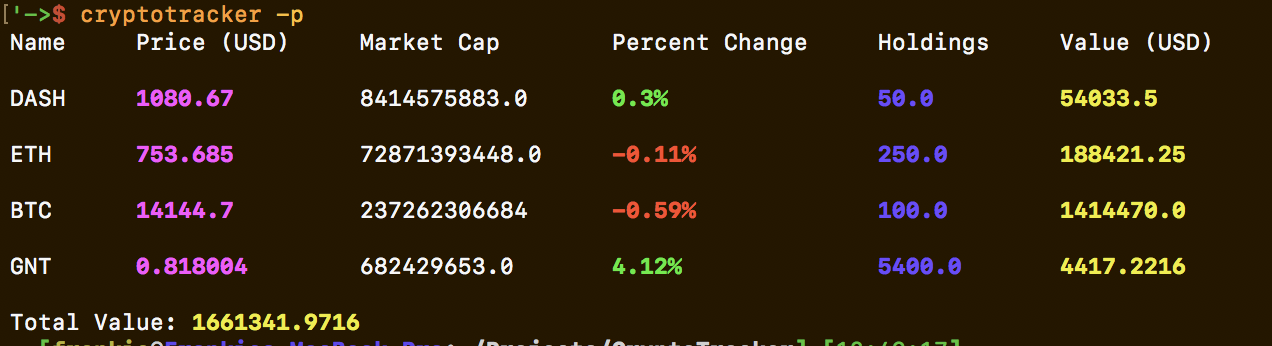 ['->$ cryptotracker -p
Name Price (USD) Market Cap Percent Change Holdings Value (USD)
DASH 1080.67 8414575883.0 0.3% 50.0 54033.5
ETH 753.685 72871393448.0 -0.11% 250.0 188421.25
BTC 14144.7 237262306684 -0.59% 100.0 1414470.0
GNT 0.818004 682429653.0 4.12% 5400.0 4417.2216
Total Value: 1661341.9716